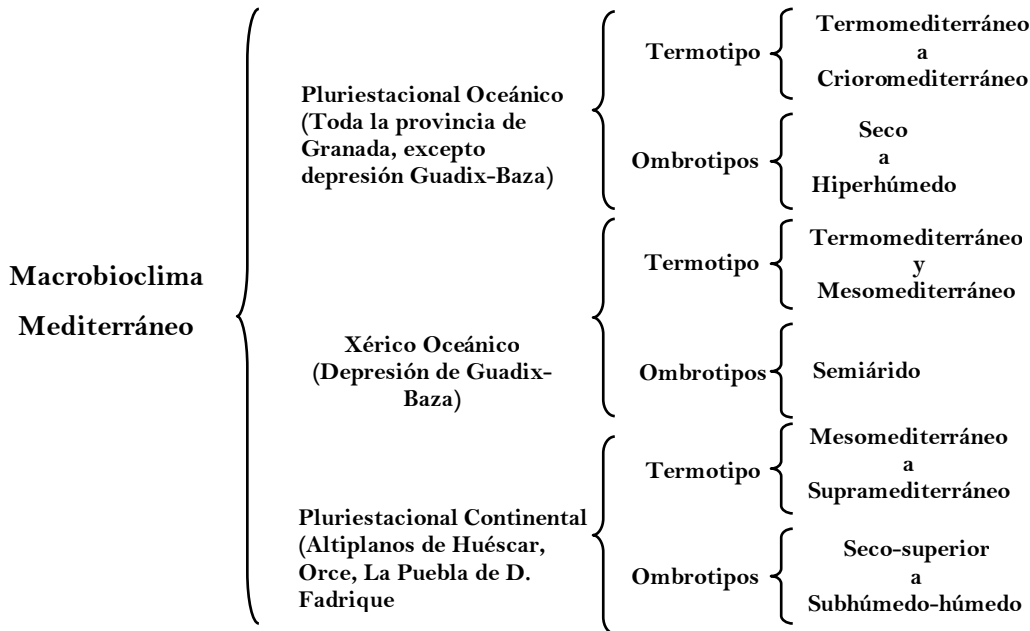 Macrobioclima
Mediterráneo
Pluriestacional Oceánico
(Toda la provincia de
Granada, excepto
depresión Guadix-Baza)
Termotipo
Termomediterráneo
a
Crioromediterráneo
Ombrotipos
Seco
a
Hiperhúmedo
Xérico Oceánico
(Depresión de Guadix-
Baza)
Termotipo
Termomediterráneo
y
Mesomediterráneo
Ombrotipos
Semiárido
Pluriestacional Continental
(Altiplanos de Huéscar,
Orce, La Puebla de D.
Fadrique
Termotipo
Mesomediterráneo
a
Supramediterráneo
Ombrotipos
Seco-superior
a
Subhúmedo-húmedo